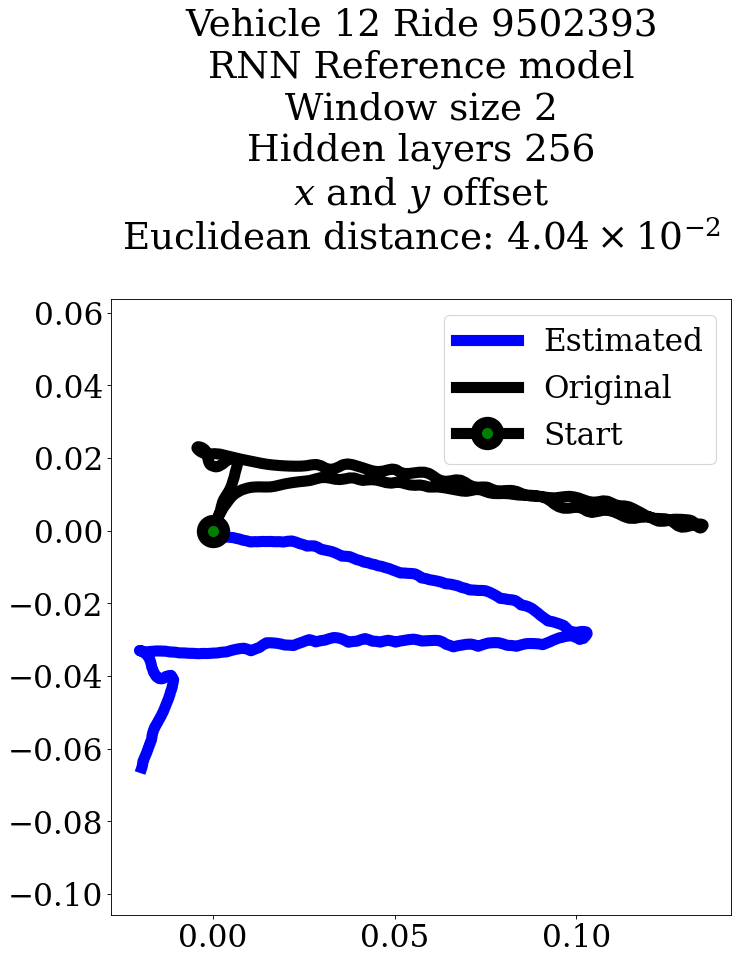 Vehicle 12 Ride 9502393
RNN Reference model
Window size 2
Hidden layers 256
x and y offset
Euclidean distance: 4.04 × 10⁻²
Estimated
Original
Start
0.06
0.04
0.02
0.00
−0.02
−0.04
−0.06
−0.08
−0.10
0.00 0.05 0.10